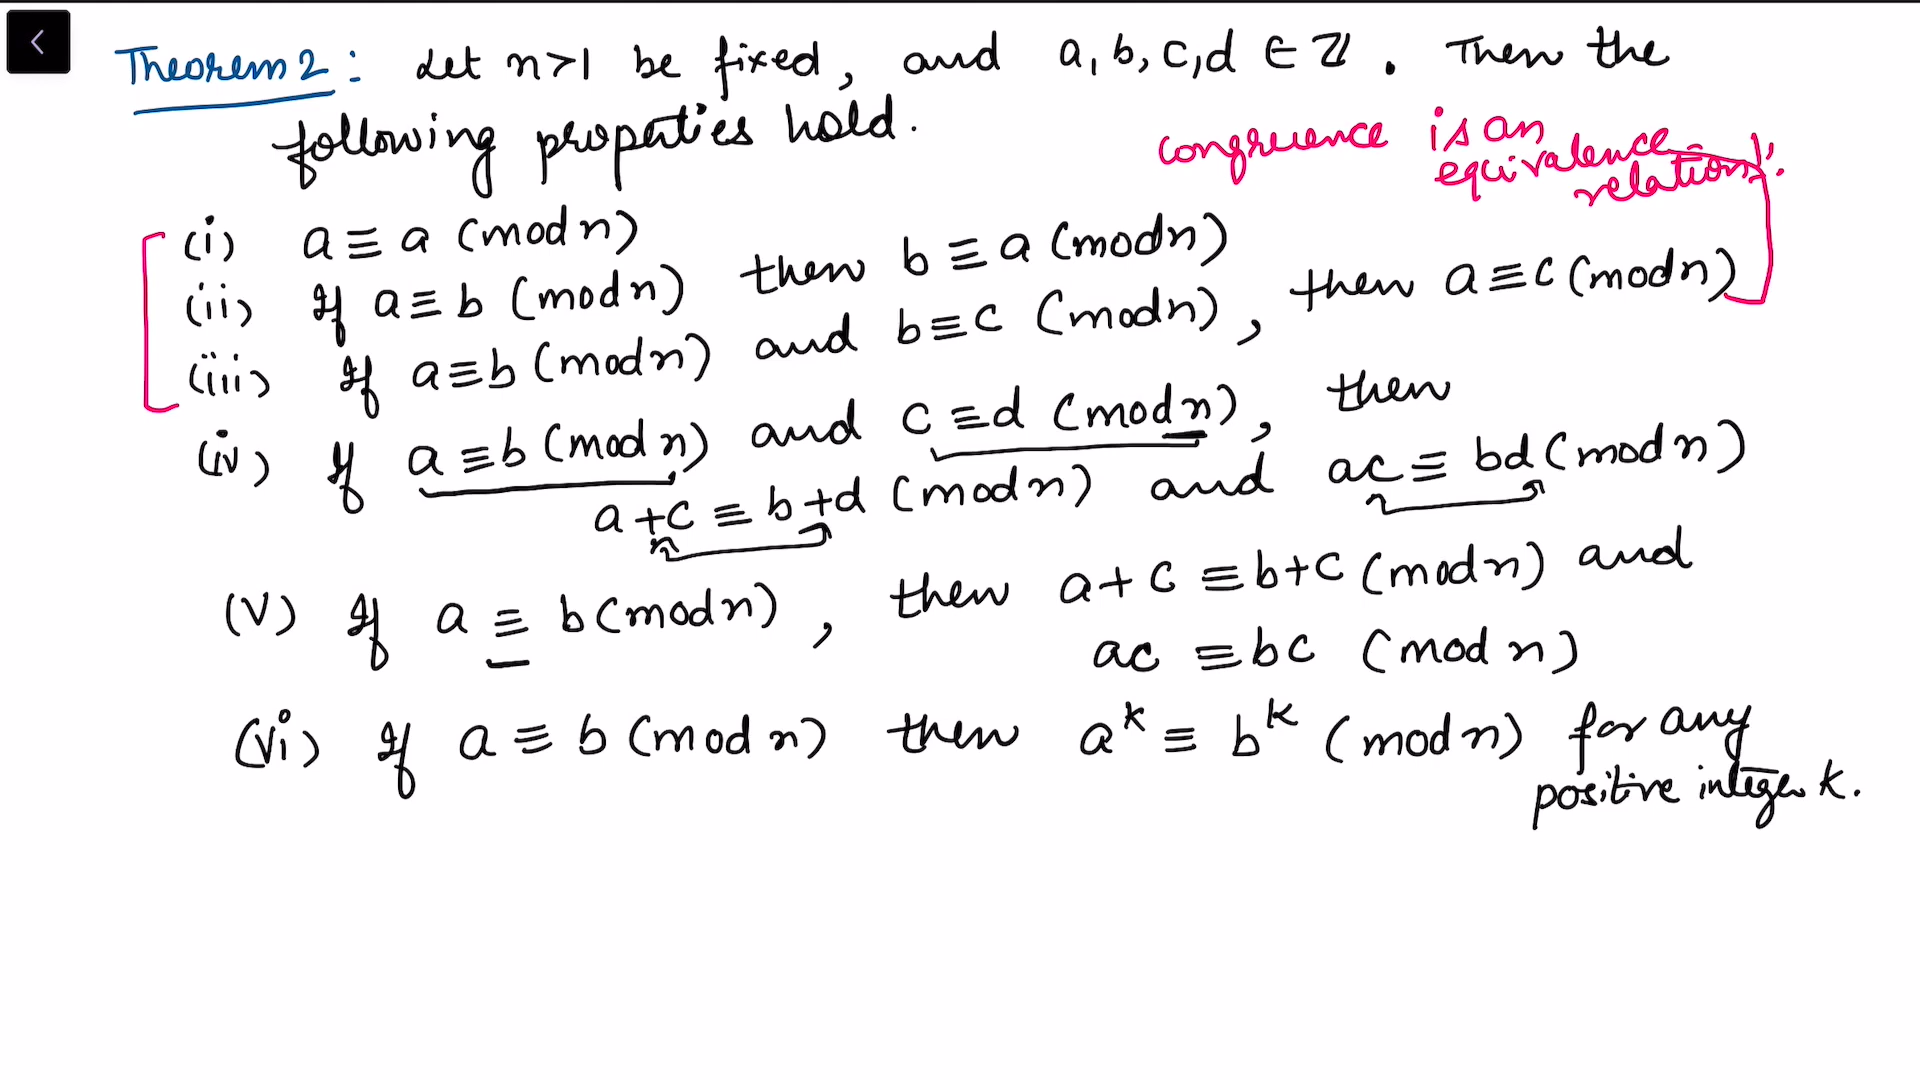 Theorem 2: Let n>1 be fixed, and a, b, c, d ∈ ℤ. Then the
following properties hold.
congruence is an
equivalence
relation.
(i) a ≡ a (mod n)
(ii) If a ≡ b (mod n) then b ≡ a (mod n)
(iii) If a ≡ b (mod n) and b ≡ c (mod n), then a ≡ c (mod n)
(iv) If a ≡ b (mod n) and c ≡ d (mod n), then
a + c ≡ b + d (mod n) and ac ≡ bd (mod n)
(v) If a ≡ b (mod n), then a + c ≡ b + c (mod n) and
ac ≡ bc (mod n)
(vi) If a ≡ b (mod n) then a^k ≡ b^k (mod n) for any
positive integer k.